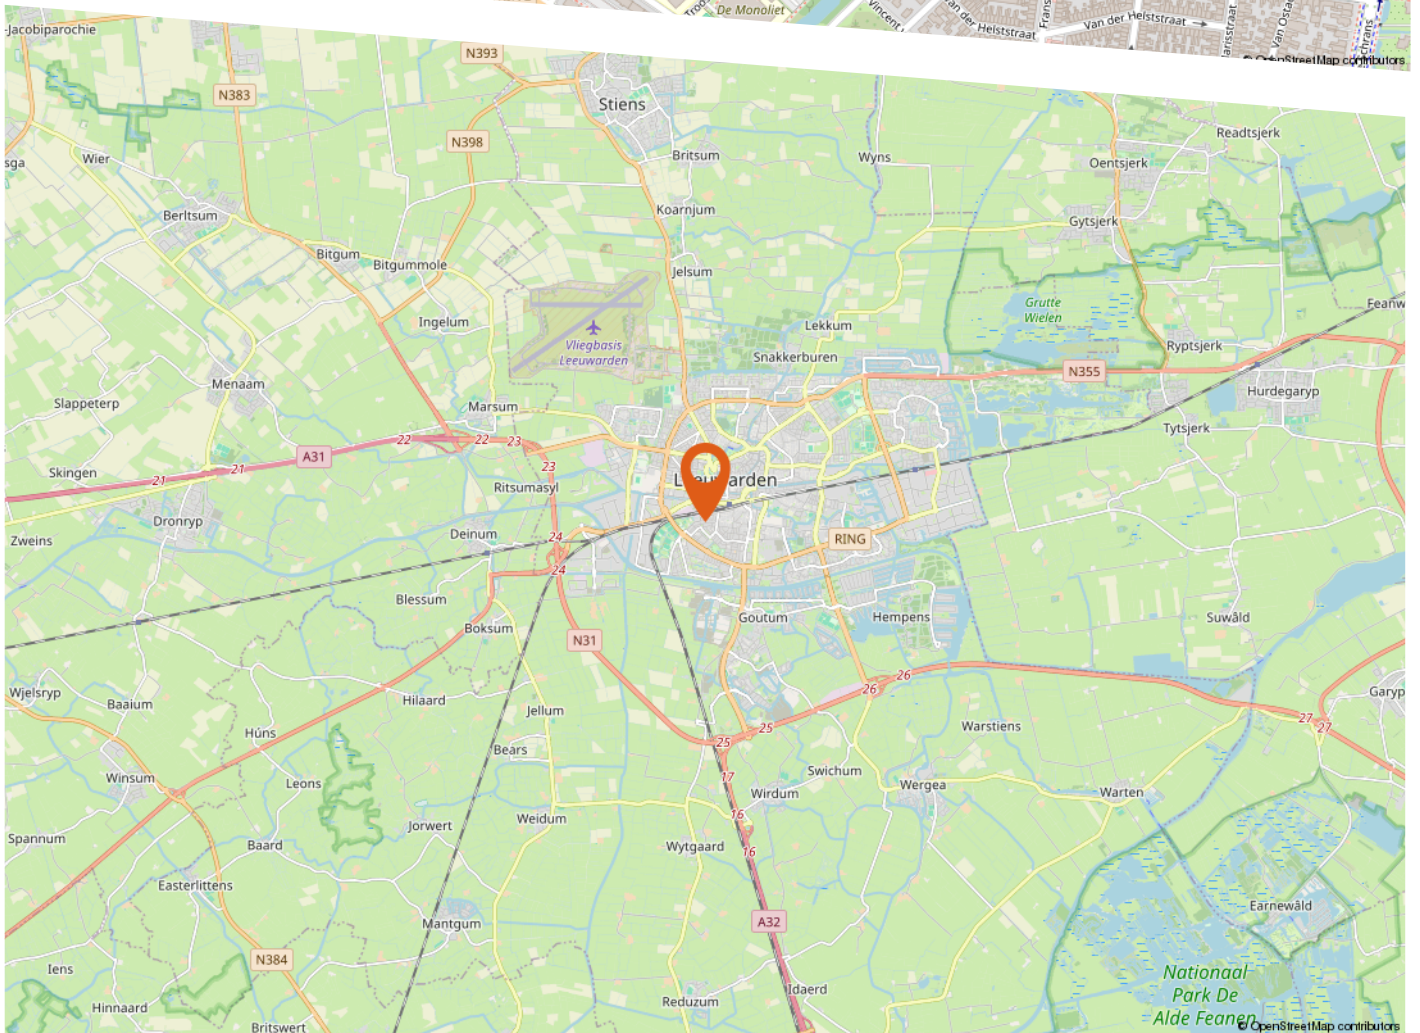 De Monoliet
Van der Helststraat
Van der Helststraat
© OpenStreetMap contributors
-Jacobiparochie
N393
N383
Stiens
N398
Readtsjerk
Britsum
Wyns
Oentsjerk
Wier
Koarnjum
Berltsum
Gytsjerk
Bitgum
Bitgummole
Jelsum
Grutte
Wielen
Ingelum
Lekkum
Vliegbasis
Leeuwarden
Snakkerburen
Ryptsjerk
N355
Menaam
Hurdegaryp
Slappeterp
Marsum
Tytsjerk
22
22
23
A31
21
21
23
Skingen
Leeuwarden
Ritsumasyl
Dronryp
Deinum
24
RING
Zweins
24
Blessum
Goutum
Hempens
Suwâld
Boksum
N31
26
26
Wjelsryp
Baaium
Hilaard
Jellum
Garyp
27
27
Húns
25
25
Warstiens
Bears
Winsum
Leons
17
Swichum
Wirdum
Wergea
Warten
16
Weidum
Jorwert
Spannum
Baard
Wytgaard
16
Easterlittens
Earnewâld
Mantgum
A32
N384
Iens
Nationaal
Park De
Alde Feanen
Idaerd
Reduzum
Hinnaard
Britswert
© OpenStreetMap contributors